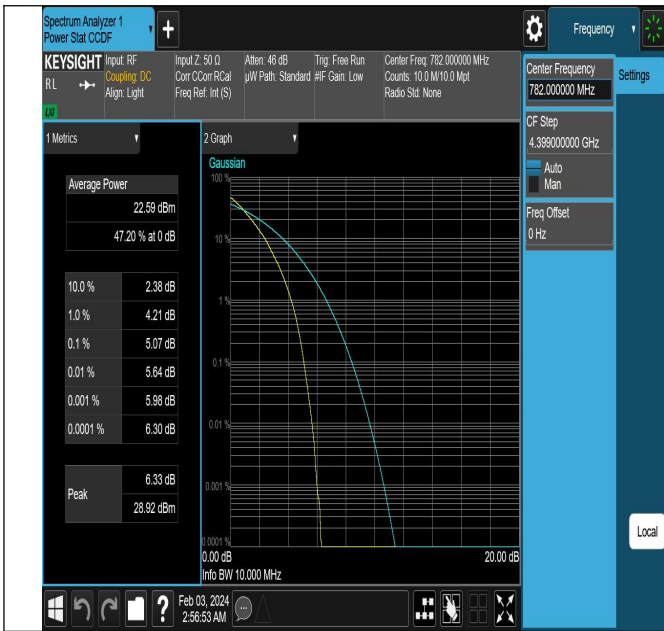 Spectrum Analyzer 1
Power Stat CCDF
Frequency
KEYSIGHT
RL
LXI
Input: RF
Coupling: DC
Align: Light
Input Z: 50 Ω
Corr CCorr RCal
Freq Ref: Int (S)
Atten: 46 dB
µW Path: Standard
Trig: Free Run
#IF Gain: Low
Center Freq: 782.000000 MHz
Counts: 10.0 M/10.0 Mpt
Radio Std: None
Center Frequency
782.000000 MHz
Settings
CF Step
4.399000000 GHz
Auto
Man
Freq Offset
0 Hz
Local
1 Metrics
Average Power
22.59 dBm
47.20 % at 0 dB
10.0 % 2.38 dB
1.0 % 4.21 dB
0.1 % 5.07 dB
0.01 % 5.64 dB
0.001 % 5.98 dB
0.0001 % 6.30 dB
Peak
6.33 dB
28.92 dBm
2 Graph
Gaussian
100 %
10 %
1 %
0.1 %
0.01 %
0.001 %
0.0001 %
0.00 dB
20.00 dB
Info BW 10.000 MHz
?
Feb 03, 2024
2:56:53 AM